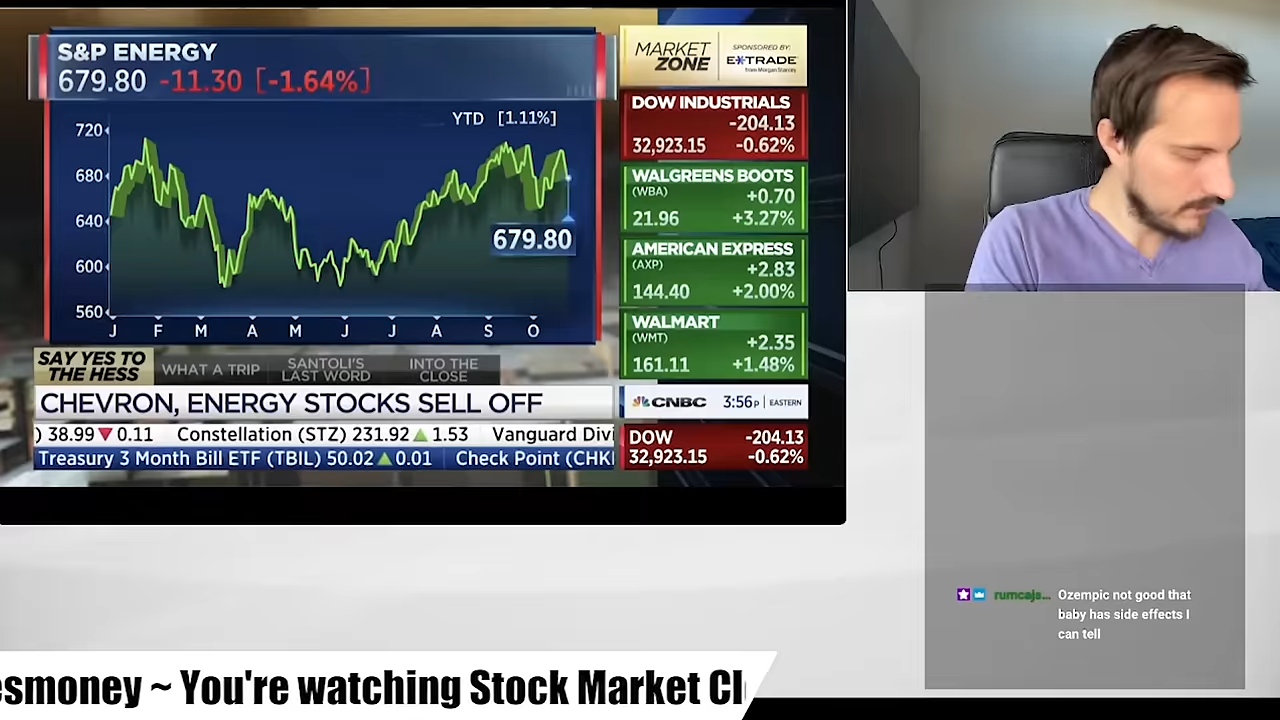 S&P ENERGY
679.80 -11.30 [-1.64%]
YTD [1.11%]
720
680
640
600
560
679.80
J F M A M J J A S O
MARKET ZONE
SPONSORED BY:
E*TRADE
from Morgan Stanley
DOW INDUSTRIALS
-204.13
32,923.15 -0.62%
WALGREENS BOOTS
(WBA) +0.70
21.96 +3.27%
AMERICAN EXPRESS
(AXP) +2.83
144.40 +2.00%
WALMART
(WMT) +2.35
161.11 +1.48%
SAY YES TO THE HESS
WHAT A TRIP
SANTOLI'S LAST WORD
INTO THE CLOSE
CHEVRON, ENERGY STOCKS SELL OFF
CNBC 3:56P | EASTERN
) 38.99 ▼ 0.11 Constellation (STZ) 231.92 ▲ 1.53 Vanguard Divi
Treasury 3 Month Bill ETF (TBIL) 50.02 ▲ 0.01 Check Point (CHK
DOW -204.13
32,923.15 -0.62%
rumcajs... Ozempic not good that
baby has side effects I
can tell
esmoney ~ You're watching Stock Market Cl